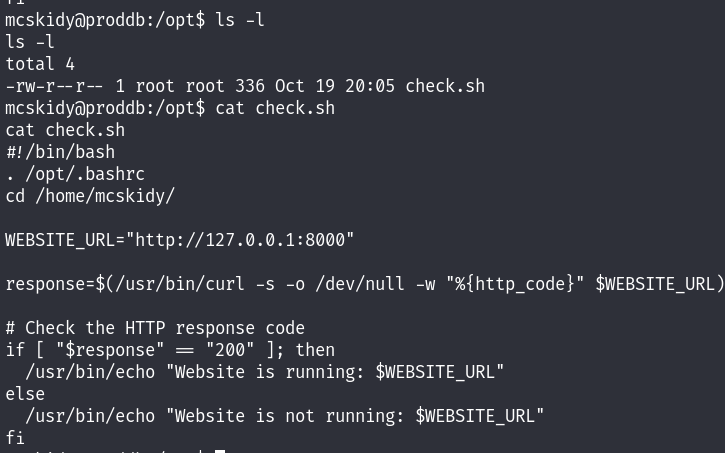 mcskidy@proddb:/opt$ ls -l
ls -l
total 4
-rw-r--r-- 1 root root 336 Oct 19 20:05 check.sh
mcskidy@proddb:/opt$ cat check.sh
cat check.sh
#!/bin/bash
. /opt/.bashrc
cd /home/mcskidy/
WEBSITE_URL="http://127.0.0.1:8000"
response=$(/usr/bin/curl -s -o /dev/null -w "%{http_code}" $WEBSITE_URL)
# Check the HTTP response code
if [ "$response" == "200" ]; then
  /usr/bin/echo "Website is running: $WEBSITE_URL"
else
  /usr/bin/echo "Website is not running: $WEBSITE_URL"
fi